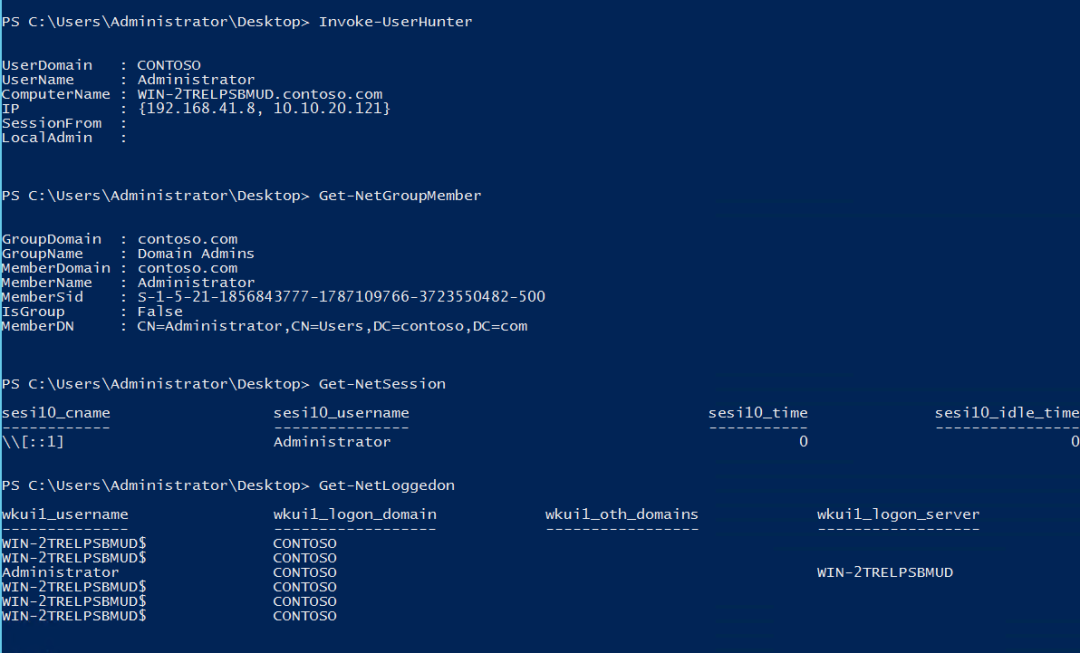 PS C:\Users\Administrator\Desktop> Invoke-UserHunter
UserDomain   : CONTOSO
UserName     : Administrator
ComputerName : WIN-2TRELPSBMUD.contoso.com
IP           : {192.168.41.8, 10.10.20.121}
SessionFrom  :
LocalAdmin   :
PS C:\Users\Administrator\Desktop> Get-NetGroupMember
GroupDomain  : contoso.com
GroupName    : Domain Admins
MemberDomain : contoso.com
MemberName   : Administrator
MemberSid    : S-1-5-21-1856843777-1787109766-3723550482-500
IsGroup      : False
MemberDN     : CN=Administrator,CN=Users,DC=contoso,DC=com
PS C:\Users\Administrator\Desktop> Get-NetSession
sesi10_cname                  sesi10_username                  sesi10_time              sesi10_idle_time
------------                  ---------------                  -----------              ----------------
\\[::1]                       Administrator                              0                             0
PS C:\Users\Administrator\Desktop> Get-NetLoggedon
wkui1_username                wkui1_logon_domain            wkui1_oth_domains             wkui1_logon_server
--------------                ------------------            -----------------             ------------------
WIN-2TRELPSBMUD$              CONTOSO
WIN-2TRELPSBMUD$              CONTOSO
Administrator                 CONTOSO                                                     WIN-2TRELPSBMUD
WIN-2TRELPSBMUD$              CONTOSO
WIN-2TRELPSBMUD$              CONTOSO
WIN-2TRELPSBMUD$              CONTOSO